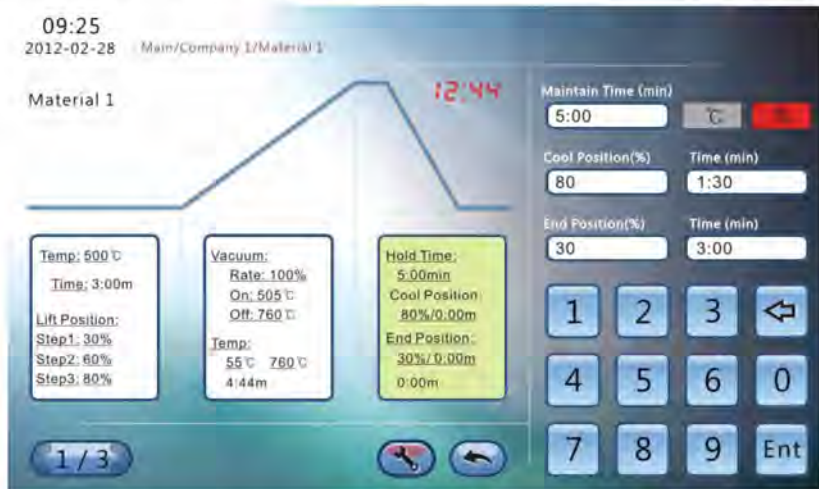 09:25
2012-02-28 Main/Company 1/Material 1
Material 1
12:44
Temp: 500℃
Time: 3:00m
Lift Position:
Step1: 30%
Step2: 60%
Step3: 80%
Vacuum:
Rate: 100%
On: 505℃
Off: 760℃
Temp:
55℃ 760℃
4:44m
Hold Time:
5:00min
Cool Position:
80%/0:00m
End Position:
30%/0:00m
0:00m
1/3
Maintain Time (min)
5:00 ℃
Cool Position(%) Time (min)
80 1:30
End Position(%) Time (min)
30 3:00
1 2 3
4 5 6 0
7 8 9 Ent